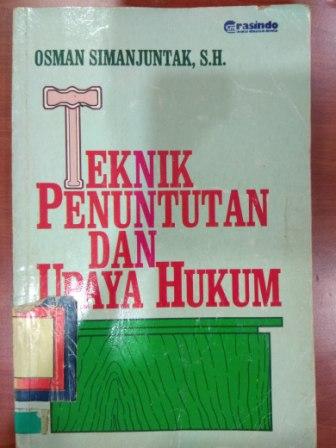 Grasindo
OSMAN SIMANJUNTAK, S.H.
TEKNIK
PENUNTUTAN
DAN
UPAYA HUKUM